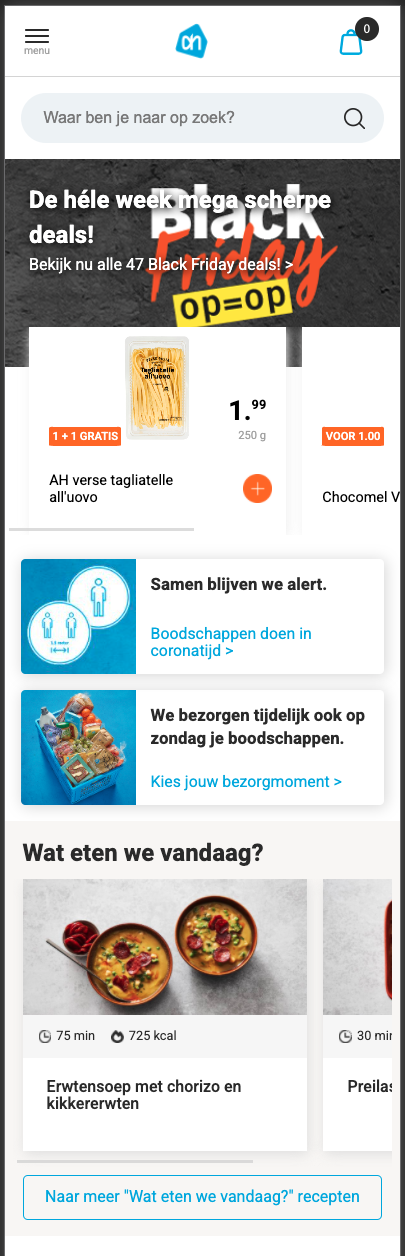 menu
ah
0
Waar ben je naar op zoek?
De héle week mega scherpe
deals!
Bekijk nu alle 47 Black Friday deals! >
Black
Friday
op=op
Tagliatelle
all'uovo
1.99
250 g
1 + 1 GRATIS
AH verse tagliatelle
all'uovo
VOOR 1.00
Chocomel V
Samen blijven we alert.
Boodschappen doen in
coronatijd >
1,5 meter
We bezorgen tijdelijk ook op
zondag je boodschappen.
Kies jouw bezorgmoment >
Wat eten we vandaag?
75 min
725 kcal
Erwtensoep met chorizo en
kikkererwten
30 min
Preilas
Naar meer "Wat eten we vandaag?" recepten